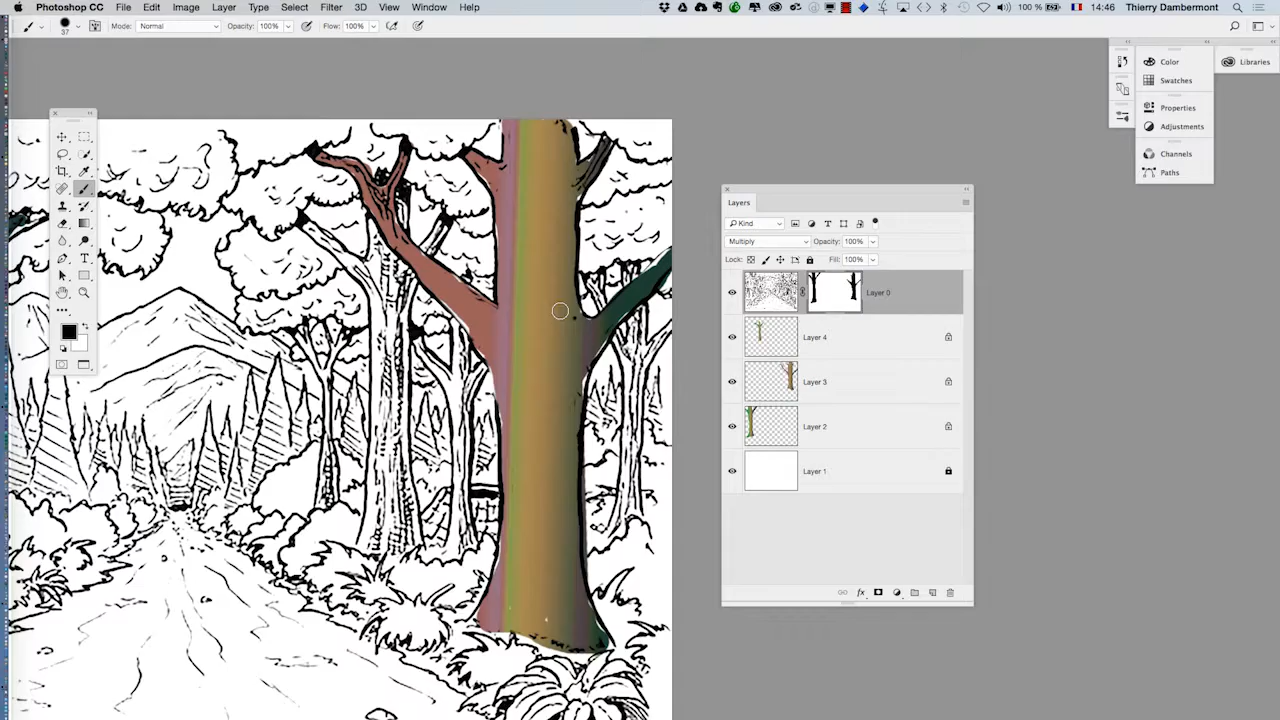 Photoshop CC File Edit Image Layer Type Select Filter 3D View Window Help 100 % 14:46 Thierry Dambermont
37 Mode: Normal Opacity: 100% Flow: 100%
Color
Libraries
Swatches
Properties
Adjustments
Channels
Paths
Layers
Kind
Multiply Opacity: 100%
Lock: Fill: 100%
Layer 0
Layer 4
Layer 3
Layer 2
Layer 1
fx